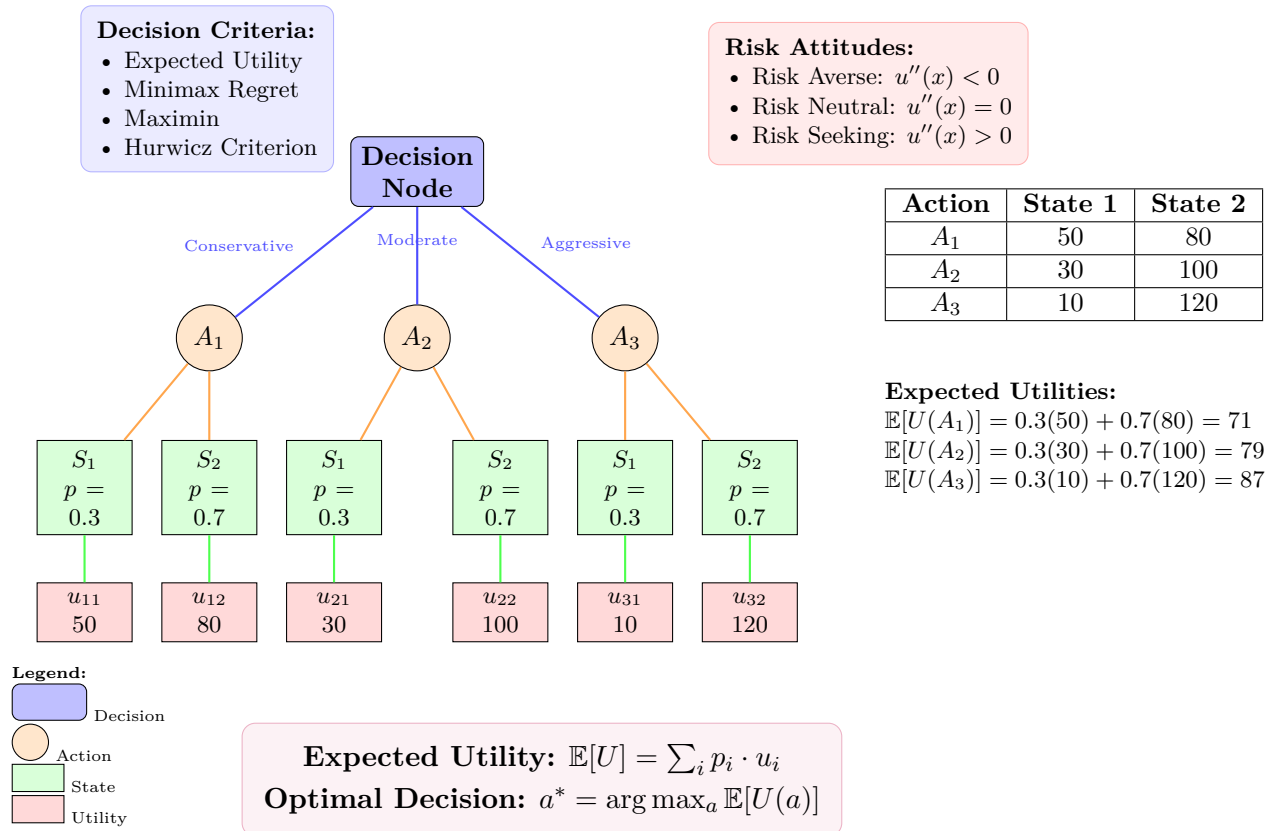 Decision Criteria:
• Expected Utility
• Minimax Regret
• Maximin
• Hurwicz Criterion
Risk Attitudes:
• Risk Averse: u′′(x) < 0
• Risk Neutral: u′′(x) = 0
• Risk Seeking: u′′(x) > 0
Decision
Node
Conservative
Moderate
Aggressive
Action State 1 State 2
A₁ 50 80
A₂ 30 100
A₃ 10 120
A₁
A₂
A₃
Expected Utilities:
𝔼[U(A₁)] = 0.3(50) + 0.7(80) = 71
𝔼[U(A₂)] = 0.3(30) + 0.7(100) = 79
𝔼[U(A₃)] = 0.3(10) + 0.7(120) = 87
S₁
p =
0.3
S₂
p =
0.7
S₁
p =
0.3
S₂
p =
0.7
S₁
p =
0.3
S₂
p =
0.7
u₁₁
50
u₁₂
80
u₂₁
30
u₂₂
100
u₃₁
10
u₃₂
120
Legend:
Decision
Action
State
Utility
Expected Utility: 𝔼[U] = ∑ᵢ pᵢ · uᵢ
Optimal Decision: a* = arg maxₐ 𝔼[U(a)]